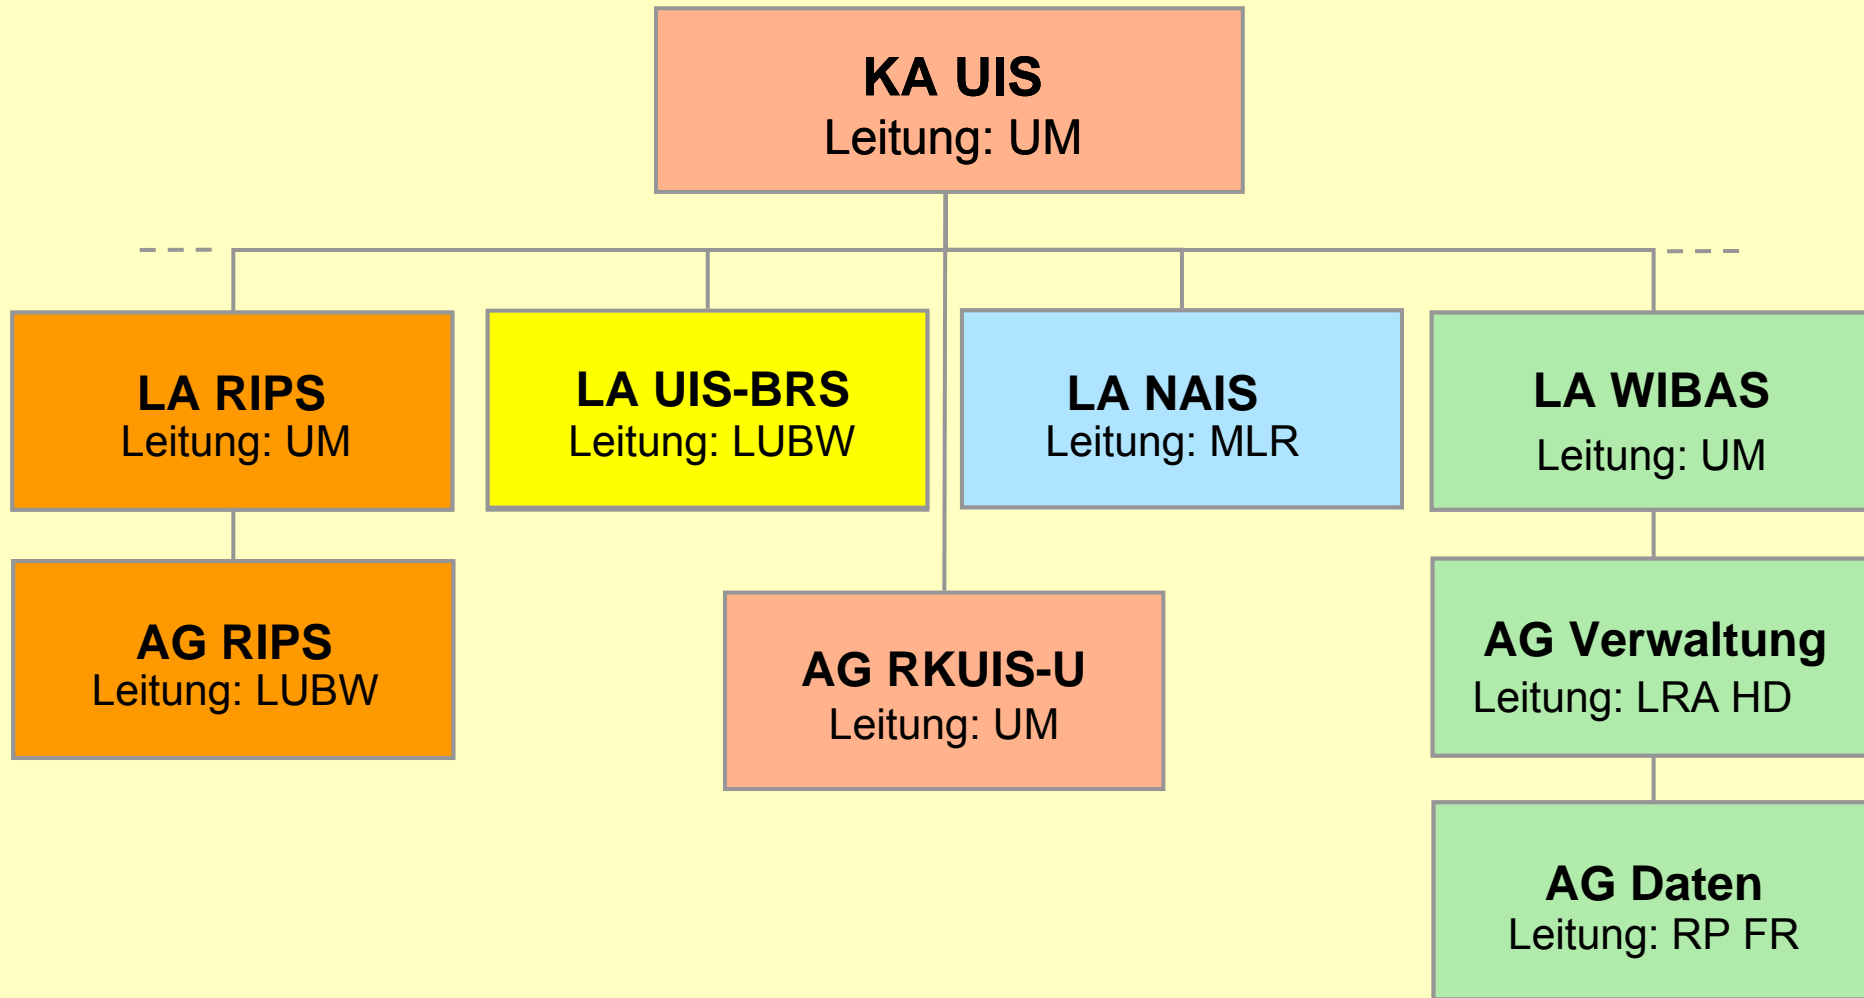 KA UIS
Leitung: UM
LA RIPS
Leitung: UM
LA UIS-BRS
Leitung: LUBW
LA NAIS
Leitung: MLR
LA WIBAS
Leitung: UM
AG RIPS
Leitung: LUBW
AG RKUIS-U
Leitung: UM
AG Verwaltung
Leitung: LRA HD
AG Daten
Leitung: RP FR